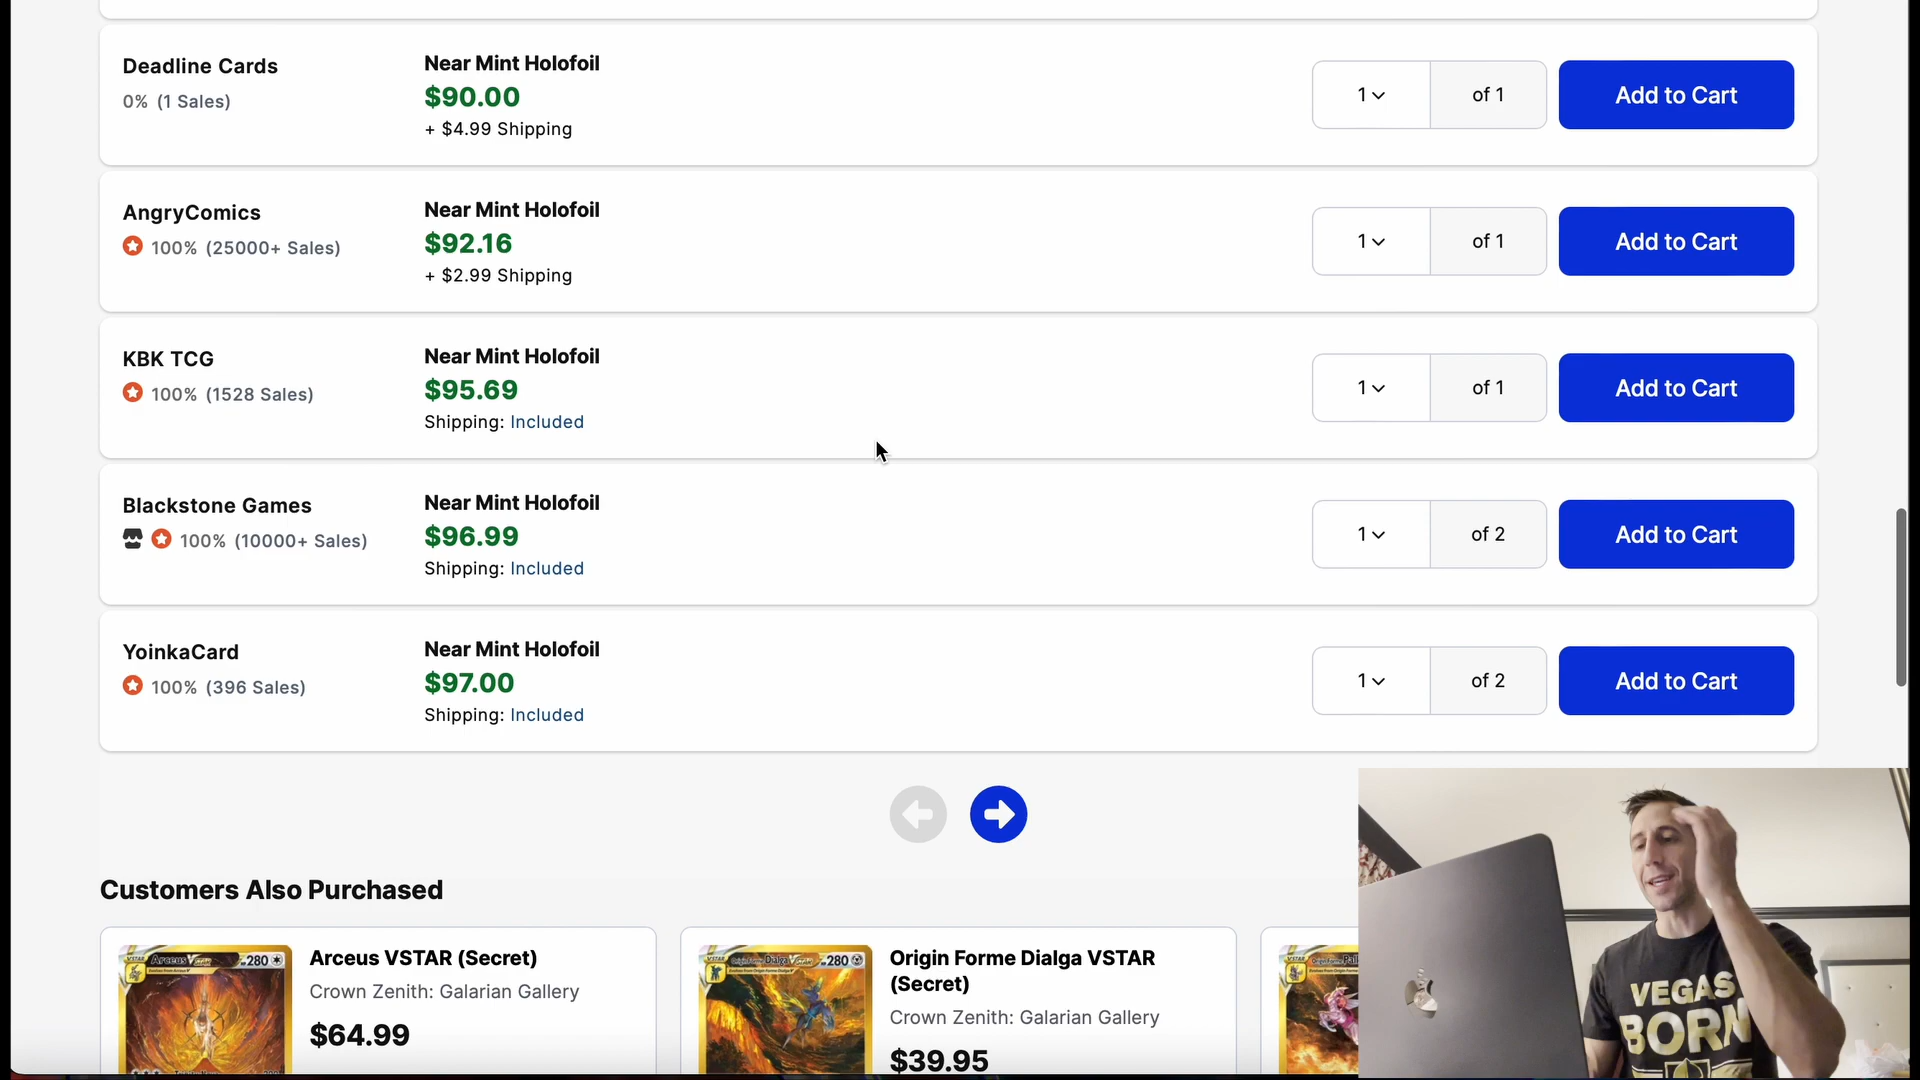 Deadline Cards
0% (1 Sales)
Near Mint Holofoil
$90.00
+ $4.99 Shipping
1
of 1
Add to Cart
AngryComics
100% (25000+ Sales)
Near Mint Holofoil
$92.16
+ $2.99 Shipping
1
of 1
Add to Cart
KBK TCG
100% (1528 Sales)
Near Mint Holofoil
$95.69
Shipping: Included
1
of 1
Add to Cart
Blackstone Games
100% (10000+ Sales)
Near Mint Holofoil
$96.99
Shipping: Included
1
of 2
Add to Cart
YoinkaCard
100% (396 Sales)
Near Mint Holofoil
$97.00
Shipping: Included
1
of 2
Add to Cart
Customers Also Purchased
Arceus 280
Arceus VSTAR (Secret)
Crown Zenith: Galarian Gallery
$64.99
Dialga 280
Origin Forme Dialga VSTAR
(Secret)
Crown Zenith: Galarian Gallery
$39.95
VEGAS
BORN